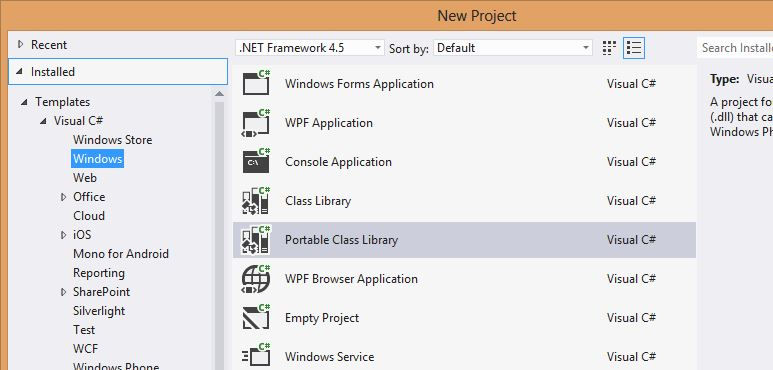 New Project
Recent
Installed
Templates
Visual C#
Windows Store
Windows
Web
Office
Cloud
iOS
Mono for Android
Reporting
SharePoint
Silverlight
Test
WCF
Windows Phone
.NET Framework 4.5 Sort by: Default
C# Windows Forms Application Visual C#
C# WPF Application Visual C#
C# C:\ Console Application Visual C#
C# Class Library Visual C#
C# Portable Class Library Visual C#
C# WPF Browser Application Visual C#
C# Empty Project Visual C#
C# Windows Service Visual C#
Search Installe
Type: Visua
A project fo
(.dll) that ca
Windows Ph